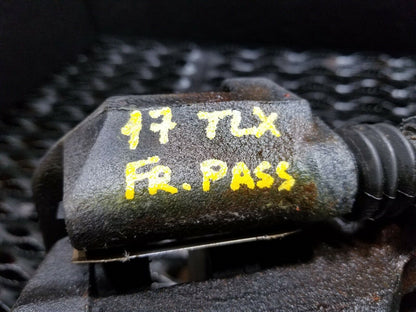 17 TLX
FR. PASS